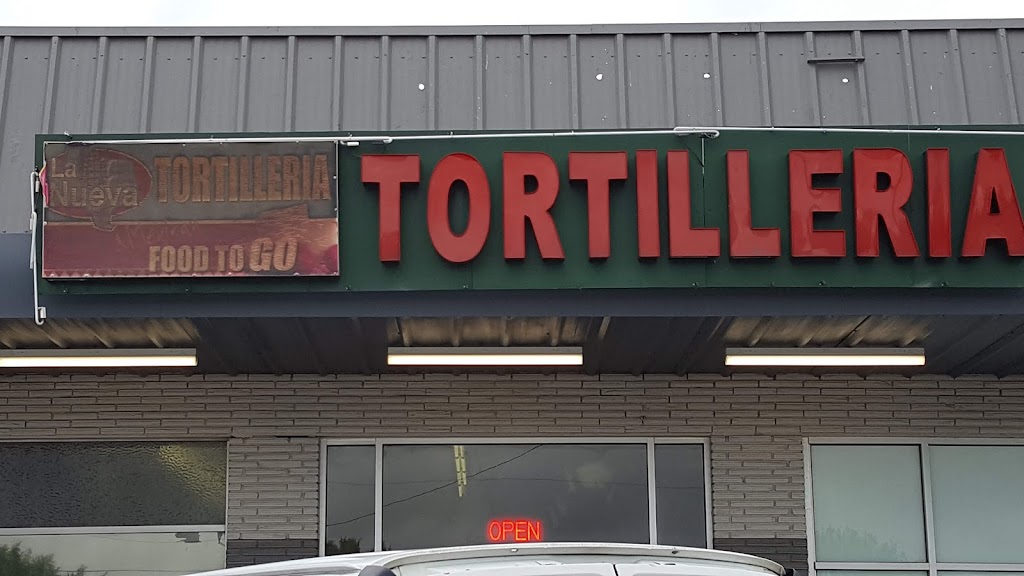 La
Nueva
TORTILLERIA
FOOD TO GO
TORTILLERIA
OPEN